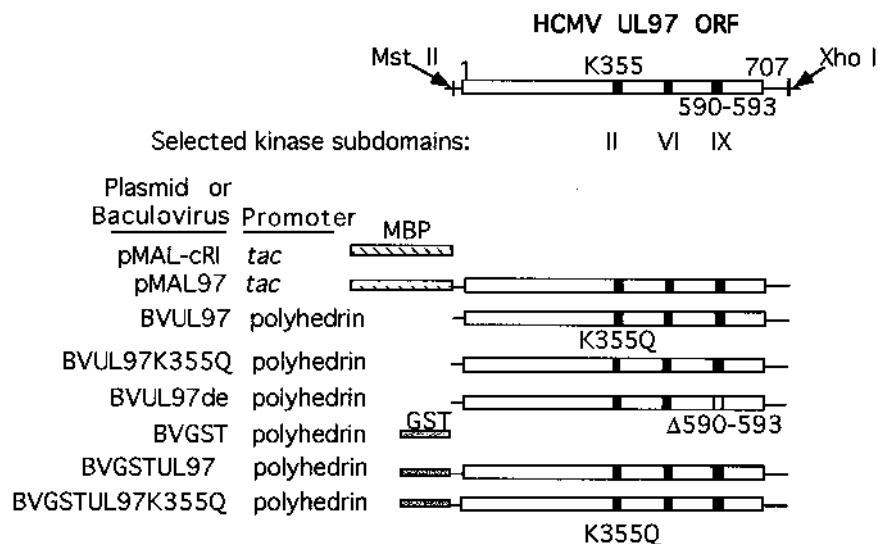 HCMV UL97 ORF
Mst II 1 K355 707 Xho I
590-593
Selected kinase subdomains: II VI IX
Plasmid or
Baculovirus Promoter
MBP
pMAL-cRI tac
pMAL97 tac
BVUL97 polyhedrin
K355Q
BVUL97K355Q polyhedrin
BVUL97de polyhedrin
GST Δ590-593
BVGST polyhedrin
BVGSTUL97 polyhedrin
BVGSTUL97K355Q polyhedrin
K355Q